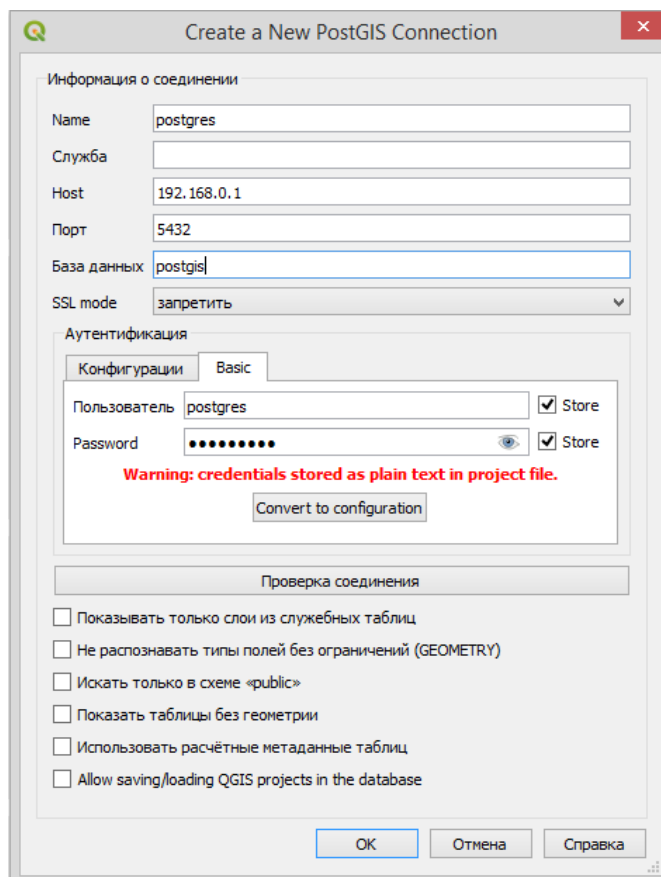 Create a New PostGIS Connection
Информация о соединении
Name postgres
Служба
Host 192.168.0.1
Порт 5432
База данных postgis
SSL mode запретить
Аутентификация
Конфигурации Basic
Пользователь postgres Store
Password ●●●●●●●●● Store
Warning: credentials stored as plain text in project file.
Convert to configuration
Проверка соединения
Показывать только слои из служебных таблиц
Не распознавать типы полей без ограничений (GEOMETRY)
Искать только в схеме «public»
Показать таблицы без геометрии
Использовать расчётные метаданные таблиц
Allow saving/loading QGIS projects in the database
OK Отмена Справка